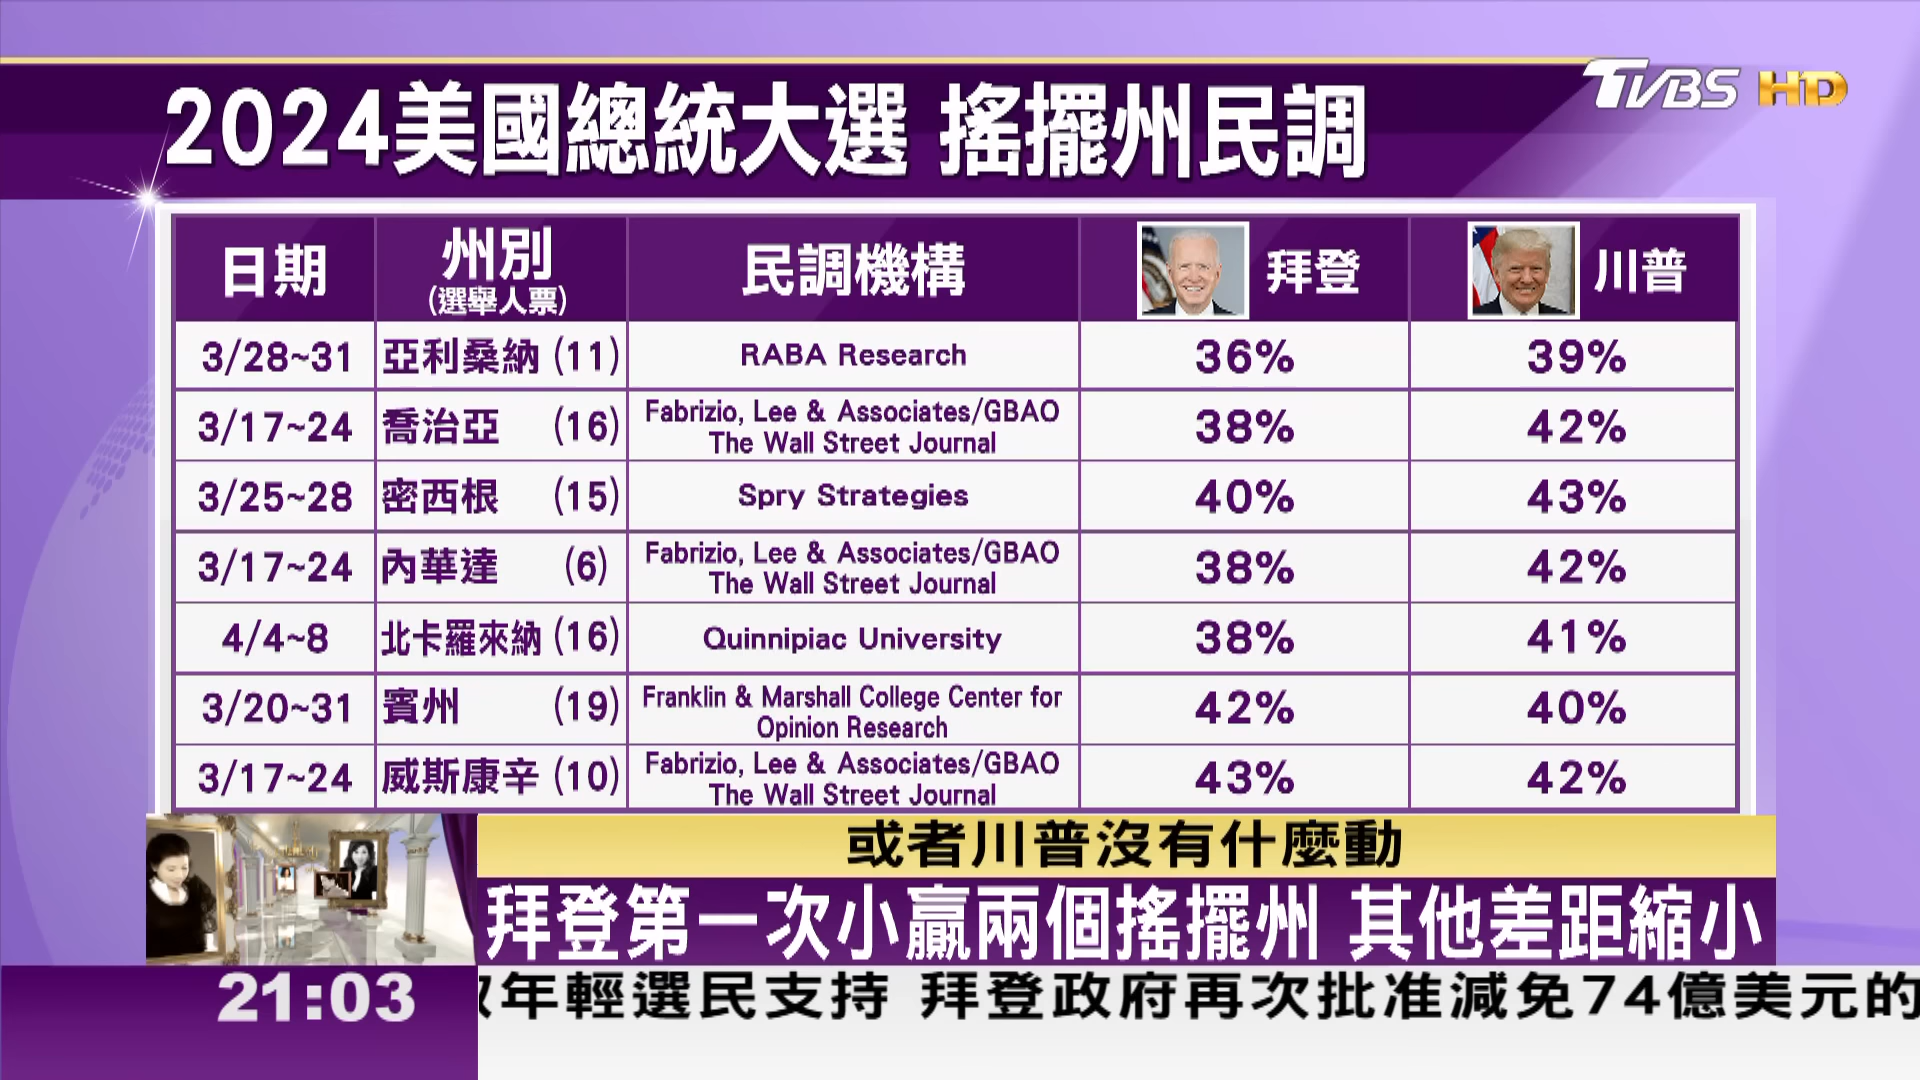 TVBS HD
2024美國總統大選 搖擺州民調
日期 州別 民調機構 拜登 川普
(選舉人票)
3/28~31 亞利桑納 (11) RABA Research 36% 39%
3/17~24 喬治亞 (16) Fabrizio, Lee & Associates/GBAO 38% 42%
The Wall Street Journal
3/25~28 密西根 (15) Spry Strategies 40% 43%
3/17~24 內華達 (6) Fabrizio, Lee & Associates/GBAO 38% 42%
The Wall Street Journal
4/4~8 北卡羅來納 (16) Quinnipiac University 38% 41%
3/20~31 賓州 (19) Franklin & Marshall College Center for 42% 40%
Opinion Research
3/17~24 威斯康辛 (10) Fabrizio, Lee & Associates/GBAO 43% 42%
The Wall Street Journal
或者川普沒有什麼動
拜登第一次小贏兩個搖擺州 其他差距縮小
21:03
年輕選民支持 拜登政府再次批准減免74億美元的